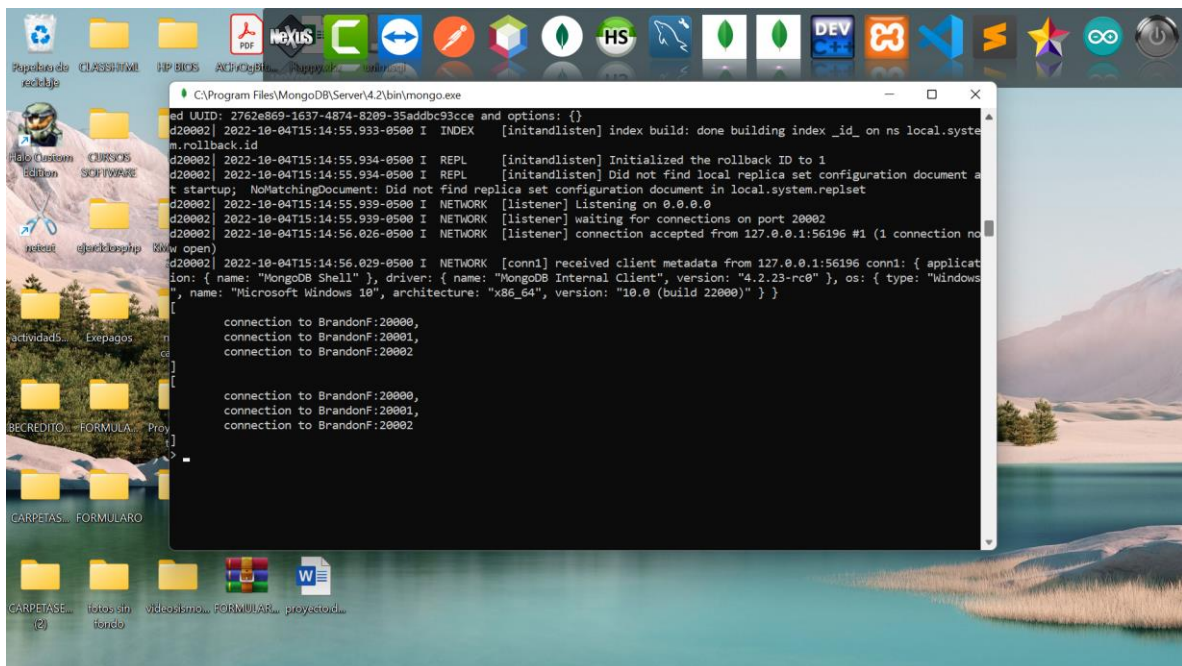 PDF
NeXuS
HS
DEV
C++
Papelera de
reciclaje
HP BIOS
C:\Program Files\MongoDB\Server\4.2\bin\mongo.exe
ed UUID: 2762e869-1637-4874-8209-35addbc93cce and options: {}
d20002| 2022-10-04T15:14:55.933-0500 I  INDEX    [initandlisten] index build: done building index _id_ on ns local.syste
m.rollback.id
d20002| 2022-10-04T15:14:55.934-0500 I  REPL     [initandlisten] Initialized the rollback ID to 1
d20002| 2022-10-04T15:14:55.934-0500 I  REPL     [initandlisten] Did not find local replica set configuration document a
t startup;  NoMatchingDocument: Did not find replica set configuration document in local.system.replset
d20002| 2022-10-04T15:14:55.939-0500 I  NETWORK  [listener] Listening on 0.0.0.0
d20002| 2022-10-04T15:14:55.939-0500 I  NETWORK  [listener] waiting for connections on port 20002
d20002| 2022-10-04T15:14:56.026-0500 I  NETWORK  [listener] connection accepted from 127.0.0.1:56196 #1 (1 connection no
w open)
d20002| 2022-10-04T15:14:56.029-0500 I  NETWORK  [conn1] received client metadata from 127.0.0.1:56196 conn1: { applicat
ion: { name: "MongoDB Shell" }, driver: { name: "MongoDB Internal Client", version: "4.2.23-rc0" }, os: { type: "Windows
", name: "Microsoft Windows 10", architecture: "x86_64", version: "10.0 (build 22000)" } }
[
connection to BrandonF:20000,
connection to BrandonF:20001,
connection to BrandonF:20002
]
[
connection to BrandonF:20000,
connection to BrandonF:20001,
connection to BrandonF:20002
]
>
Halo Custom
Edition
CURSOS
SOFTWARE
netcut
ejerciciosphp
actividad5...
Exepagos
BECREDITO...
FORMULA...
Proy
CARPETAS...
FORMULARO
CARPETASE...
(2)
fotos sin
fondo
FORMULAR...
proyecto.d...